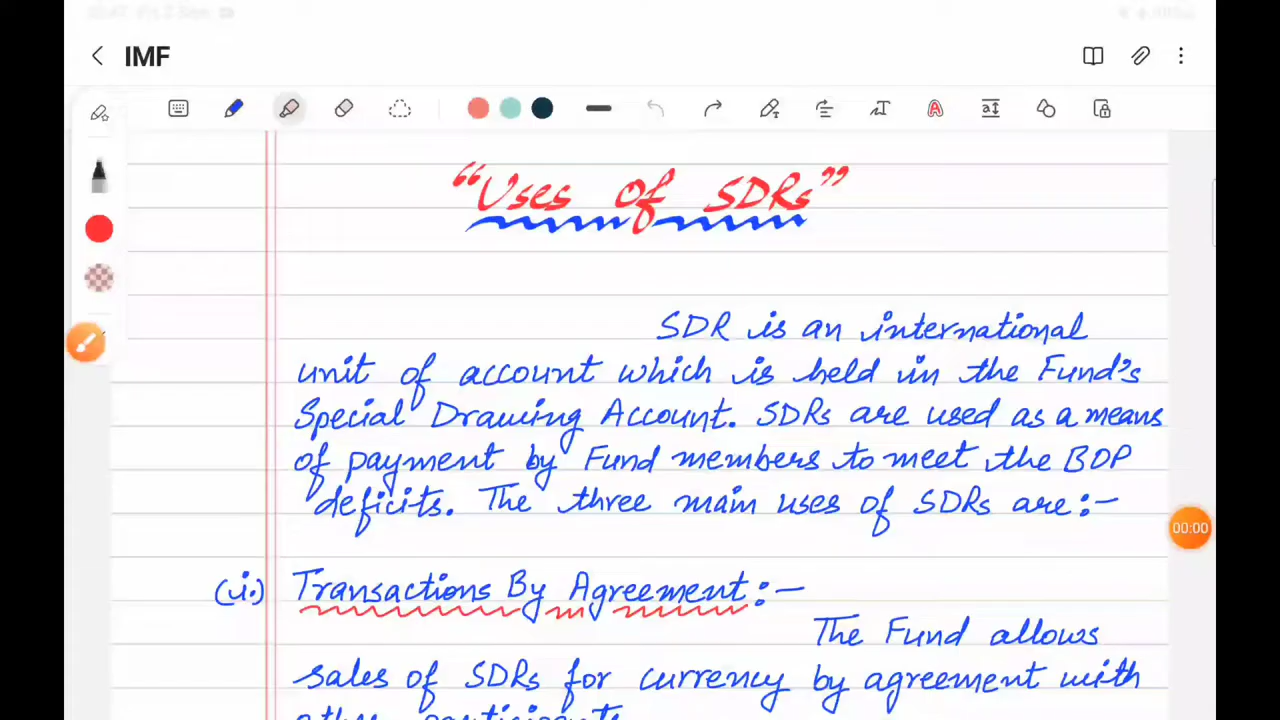 IMF
"Uses Of SDRs"
SDR is an international
unit of account which is held in the Fund's
Special Drawing Account. SDRs are used as a means
of payment by Fund members to meet the BOP
deficits. The three main uses of SDRs are:-
00:00
(i.) Transactions By Agreement:-
The Fund allows
sales of SDRs for currency by agreement with
other participants